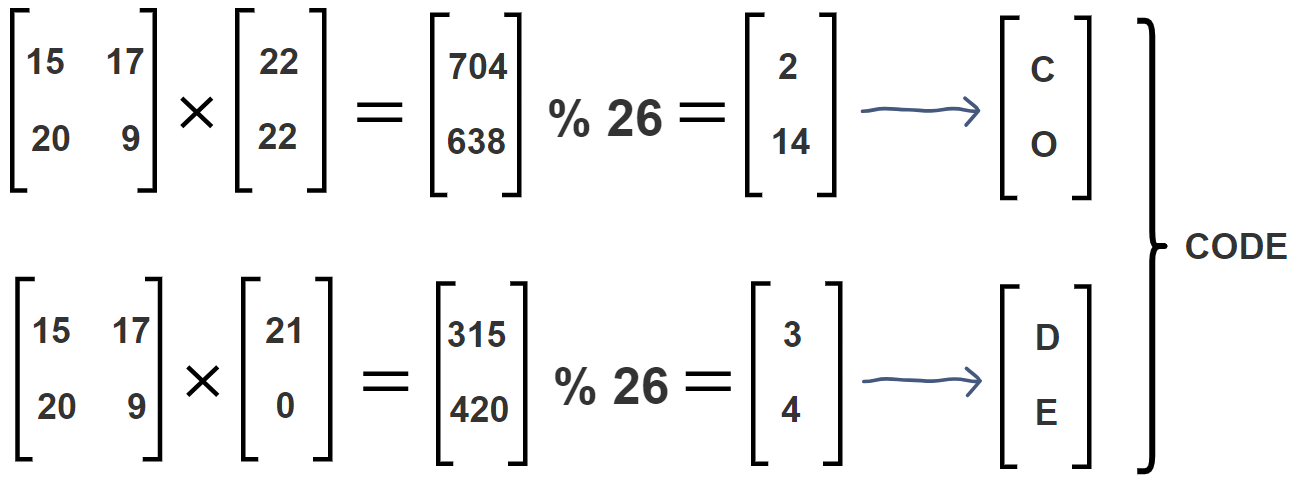 15 17 22 704 2 C
× = % 26 =
20 9 22 638 14 O
CODE
15 17 21 315 3 D
× = % 26 =
20 9 0 420 4 E